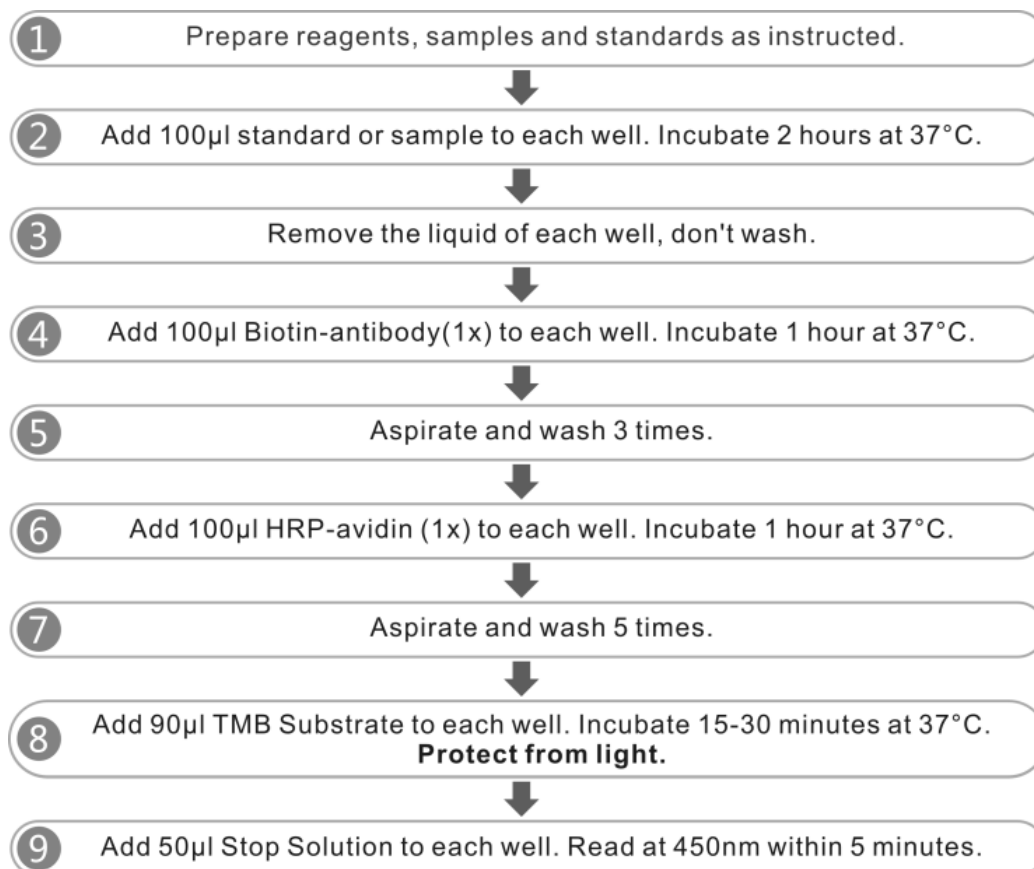 1 Prepare reagents, samples and standards as instructed.
2 Add 100µl standard or sample to each well. Incubate 2 hours at 37°C.
3 Remove the liquid of each well, don't wash.
4 Add 100µl Biotin-antibody(1x) to each well. Incubate 1 hour at 37°C.
5 Aspirate and wash 3 times.
6 Add 100µl HRP-avidin (1x) to each well. Incubate 1 hour at 37°C.
7 Aspirate and wash 5 times.
8 Add 90µl TMB Substrate to each well. Incubate 15-30 minutes at 37°C.
Protect from light.
9 Add 50µl Stop Solution to each well. Read at 450nm within 5 minutes.